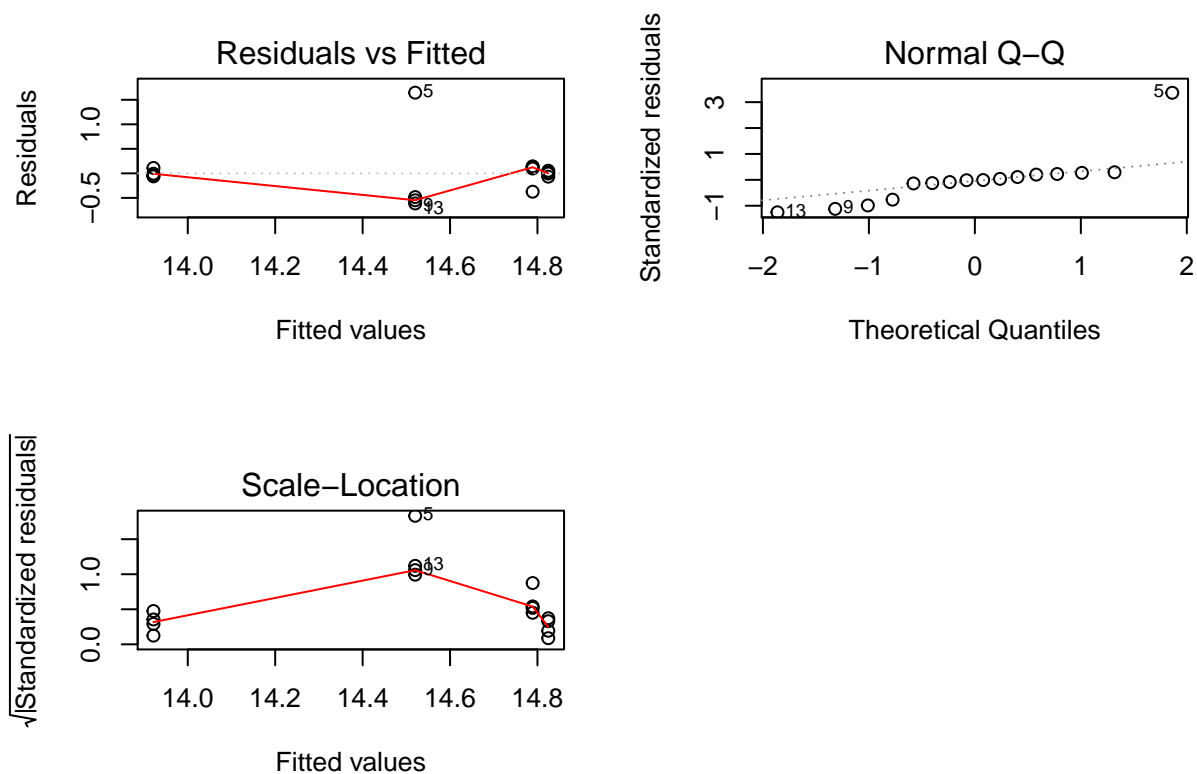 Residuals vs Fitted
Residuals
−0.5
1.0
5
9
13
14.0 14.2 14.4 14.6 14.8
Fitted values
Normal Q−Q
Standardized residuals
−1
1
3
5
13
9
−2 −1 0 1 2
Theoretical Quantiles
Scale−Location
√|Standardized residuals|
0.0
1.0
5
13
9
14.0 14.2 14.4 14.6 14.8
Fitted values